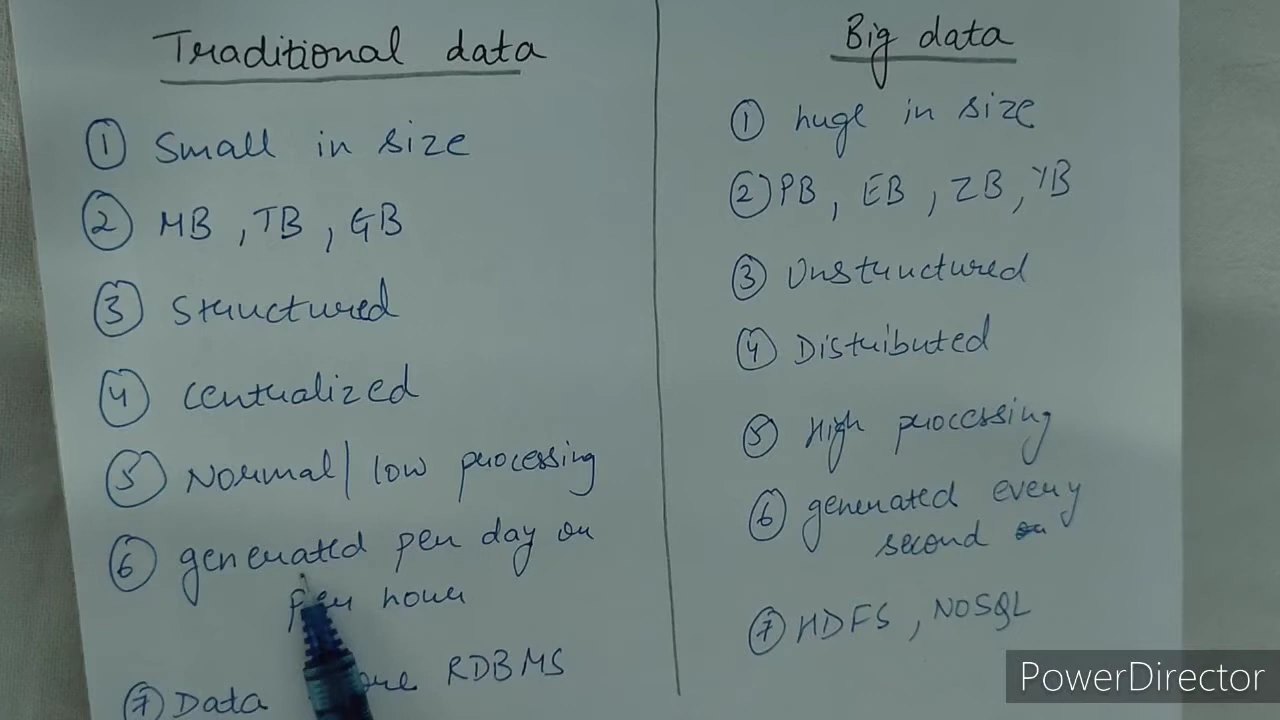 Traditional data
① Small in size
② MB, TB, GB
③ Structured
④ Centralized
⑤ Normal/ low processing
⑥ generated per day or
per hour
⑦ Data RDBMS
Big data
① huge in size
② PB, EB, ZB, YB
③ Unstructured
④ Distributed
⑤ High processing
⑥ generated every
second
⑦ HDFS, NOSQL
PowerDirector